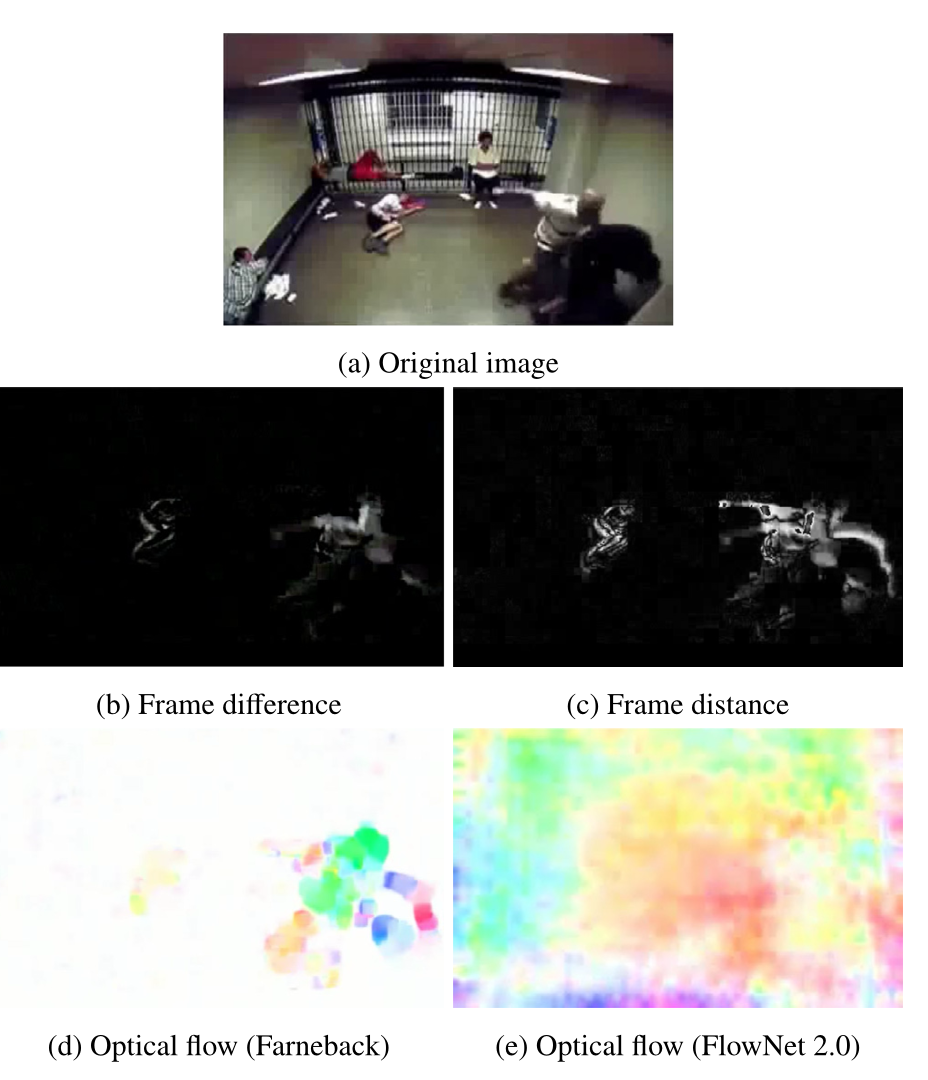 (a) Original image
(b) Frame difference
(c) Frame distance
(d) Optical flow (Farneback)
(e) Optical flow (FlowNet 2.0)